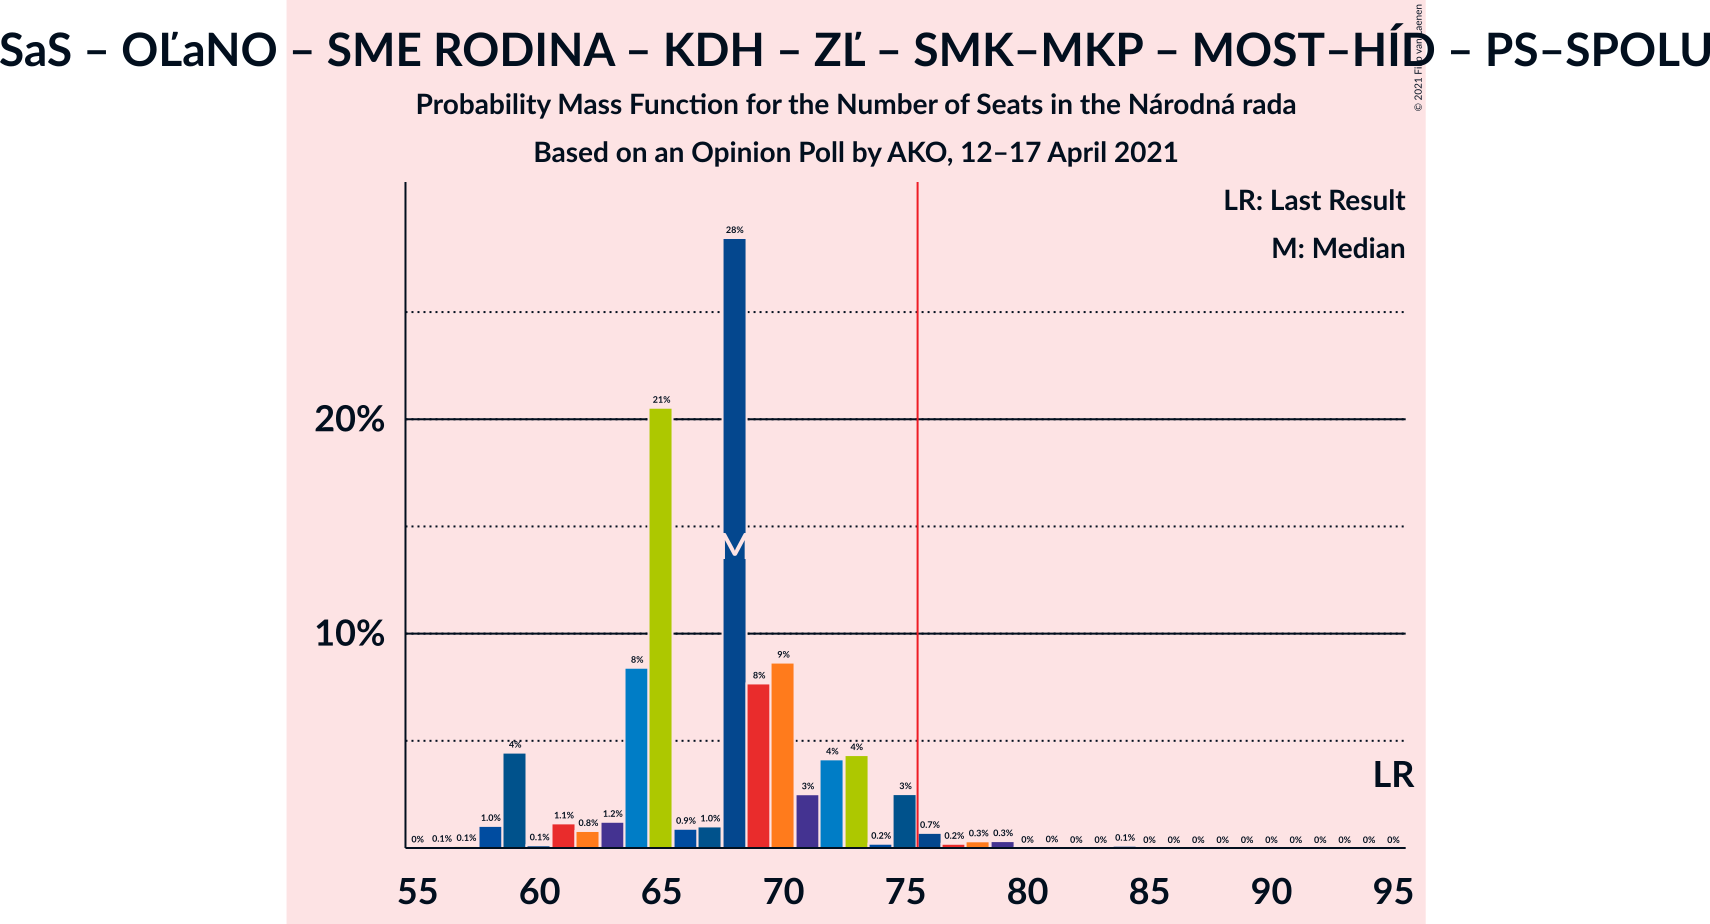 SaS – OĽaNO – SME RODINA – KDH – ZĽ – SMK–MKP – MOST–HÍD – PS–SPOLU
© 2021 Filip van Laenen
Probability Mass Function for the Number of Seats in the Národná rada
Based on an Opinion Poll by AKO, 12–17 April 2021
LR: Last Result
M: Median
28%
20%
21%
M
10%
8%
9%
8%
4%
4%
4%
LR
3%
3%
0% 0.1% 0.1% 1.0% 0.1% 1.1% 0.8% 1.2% 0.9% 1.0% 0.2% 0.7% 0.2% 0.3% 0.3% 0% 0% 0% 0% 0.1% 0% 0% 0% 0% 0% 0% 0% 0% 0% 0% 0%
55 60 65 70 75 80 85 90 95